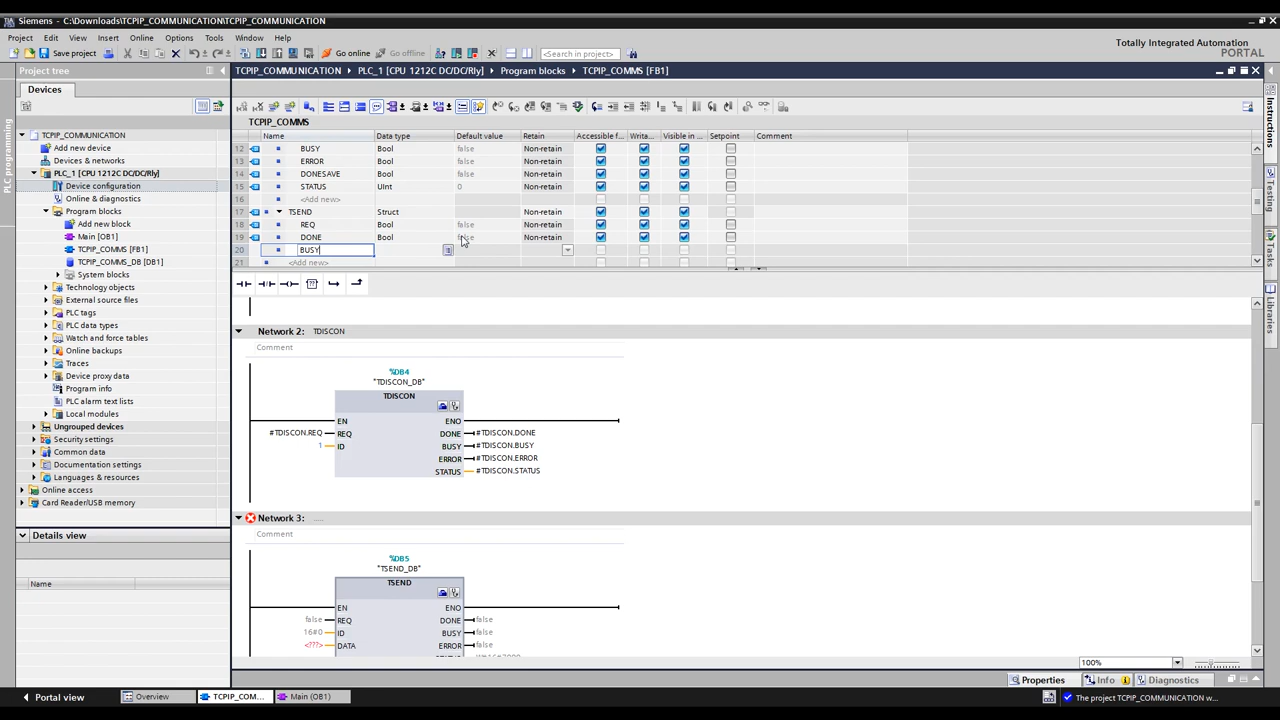 Siemens - C:\Downloads\TCPIP_COMMUNICATION\TCPIP_COMMUNICATION
Project Edit View Insert Online Options Tools Window Help
Totally Integrated Automation
PORTAL
Save project Go online Go offline <Search in project>
Project tree
TCPIP_COMMUNICATION PLC_1 [CPU 1212C DC/DC/Rly] Program blocks TCPIP_COMMS [FB1]
Devices
PLC programming
TCPIP_COMMUNICATION
Add new device
Devices & networks
PLC_1 [CPU 1212C DC/DC/Rly]
Device configuration
Online & diagnostics
Program blocks
Add new block
Main [OB1]
TCPIP_COMMS [FB1]
TCPIP_COMMS_DB [DB1]
System blocks
Technology objects
External source files
PLC tags
PLC data types
Watch and force tables
Online backups
Traces
Device proxy data
Program info
PLC alarm text lists
Local modules
Ungrouped devices
Security settings
Common data
Documentation settings
Languages & resources
Online access
Card Reader/USB memory
Details view
Name
TCPIP_COMMS
Name Data type Default value Retain Accessible f... Writa... Visible in ... Setpoint Comment
12 BUSY Bool false Non-retain
13 ERROR Bool false Non-retain
14 DONESAVE Bool false Non-retain
15 STATUS UInt 0 Non-retain
16 <Add new>
17 TSEND Struct Non-retain
18 REQ Bool false Non-retain
19 DONE Bool false Non-retain
20 BUSY
21 <Add new>
Network 2: TDISCON
Comment
%DB4
"TDISCON_DB"
TDISCON
EN ENO
#TDISCON.REQ REQ DONE #TDISCON.DONE
1 ID BUSY #TDISCON.BUSY
ERROR #TDISCON.ERROR
STATUS #TDISCON.STATUS
Network 3: .....
Comment
%DB5
"TSEND_DB"
TSEND
EN ENO
false REQ DONE false
16#0 ID BUSY false
<???> DATA ERROR false
100%
Properties Info Diagnostics
Portal view Overview TCPIP_COM... Main (OB1)
The project TCPIP_COMMUNICATION w...
Instructions
Testing
Tasks
Libraries